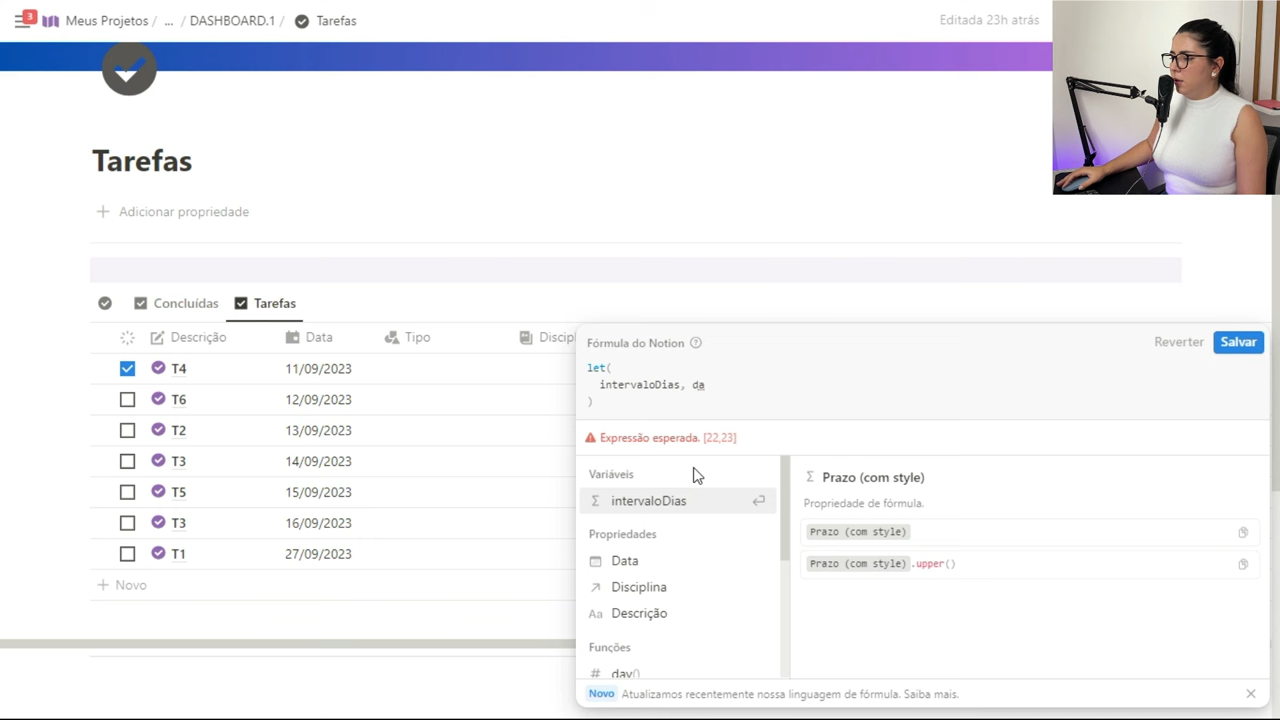 3 Meus Projetos / ... / DASHBOARD.1 / Tarefas
Editada 23h atrás
Tarefas
+ Adicionar propriedade
Concluídas Tarefas
Descrição Data Tipo
T4 11/09/2023
T6 12/09/2023
T2 13/09/2023
T3 14/09/2023
T5 15/09/2023
T3 16/09/2023
T1 27/09/2023
+ Novo
Fórmula do Notion ? Reverter Salvar
let(
intervaloDias, da
)
Expressão esperada. [22,23]
Variáveis
Σ intervaloDias
Propriedades
Data
Disciplina
Aa Descrição
Funções
# day()
Σ Prazo (com style)
Propriedade de fórmula.
Prazo (com style)
Prazo (com style).upper()
Novo Atualizamos recentemente nossa linguagem de fórmula. Saiba mais.